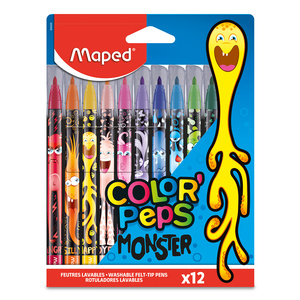 Maped
COLOR'
Peps
MONSTER
FEUTRES LAVABLES • WASHABLE FELT-TIP PENS
ROTULADORES LAVABLES
x12